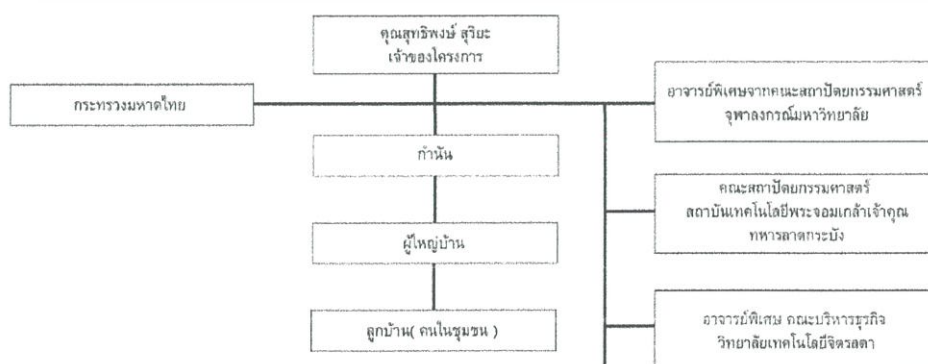 คุณสุทธิพงษ์ สุริยะ
เจ้าของโครงการ
กระทรวงมหาดไทย
อาจารย์พิเศษจากคณะสถาปัตยกรรมศาสตร์
จุฬาลงกรณ์มหาวิทยาลัย
กำนัน
คณะสถาปัตยกรรมศาสตร์
สถาบันเทคโนโลยีพระจอมเกล้าเจ้าคุณ
ทหารลาดกระบัง
ผู้ใหญ่บ้าน
ลูกบ้าน( คนในชุมชน )
อาจารย์พิเศษ คณะบริหารธุรกิจ
วิทยาลัยเทคโนโลยีจิตรลดา